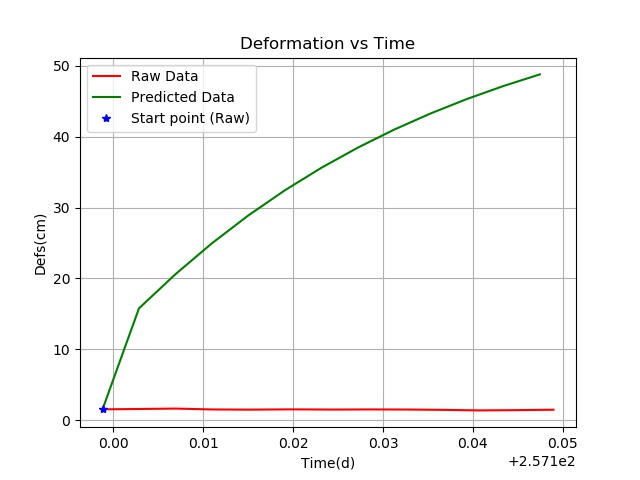 Deformation vs Time
Raw Data
Predicted Data
Start point (Raw)
50
40
30
20
10
0
Defs(cm)
0.00 0.01 0.02 0.03 0.04 0.05
Time(d)
+2.571e2